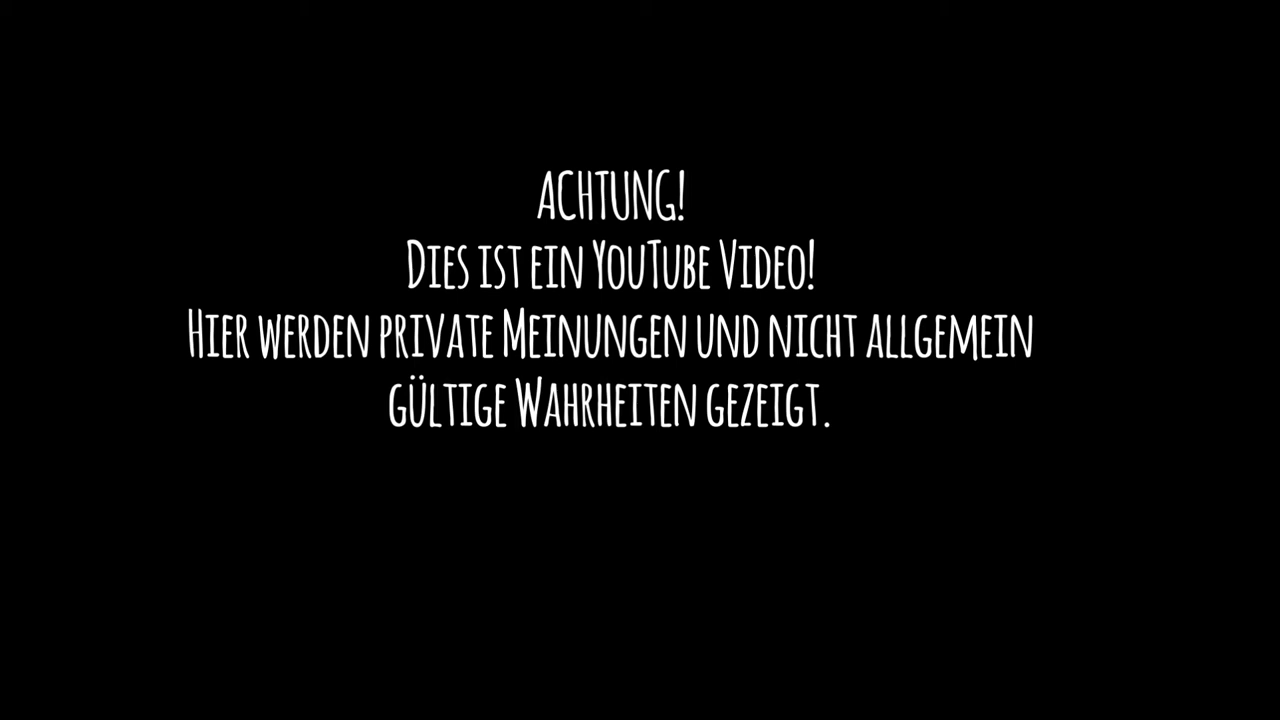 ACHTUNG!
Dies ist ein YouTube Video!
Hier werden private Meinungen und nicht allgemein
gültige Wahrheiten gezeigt.